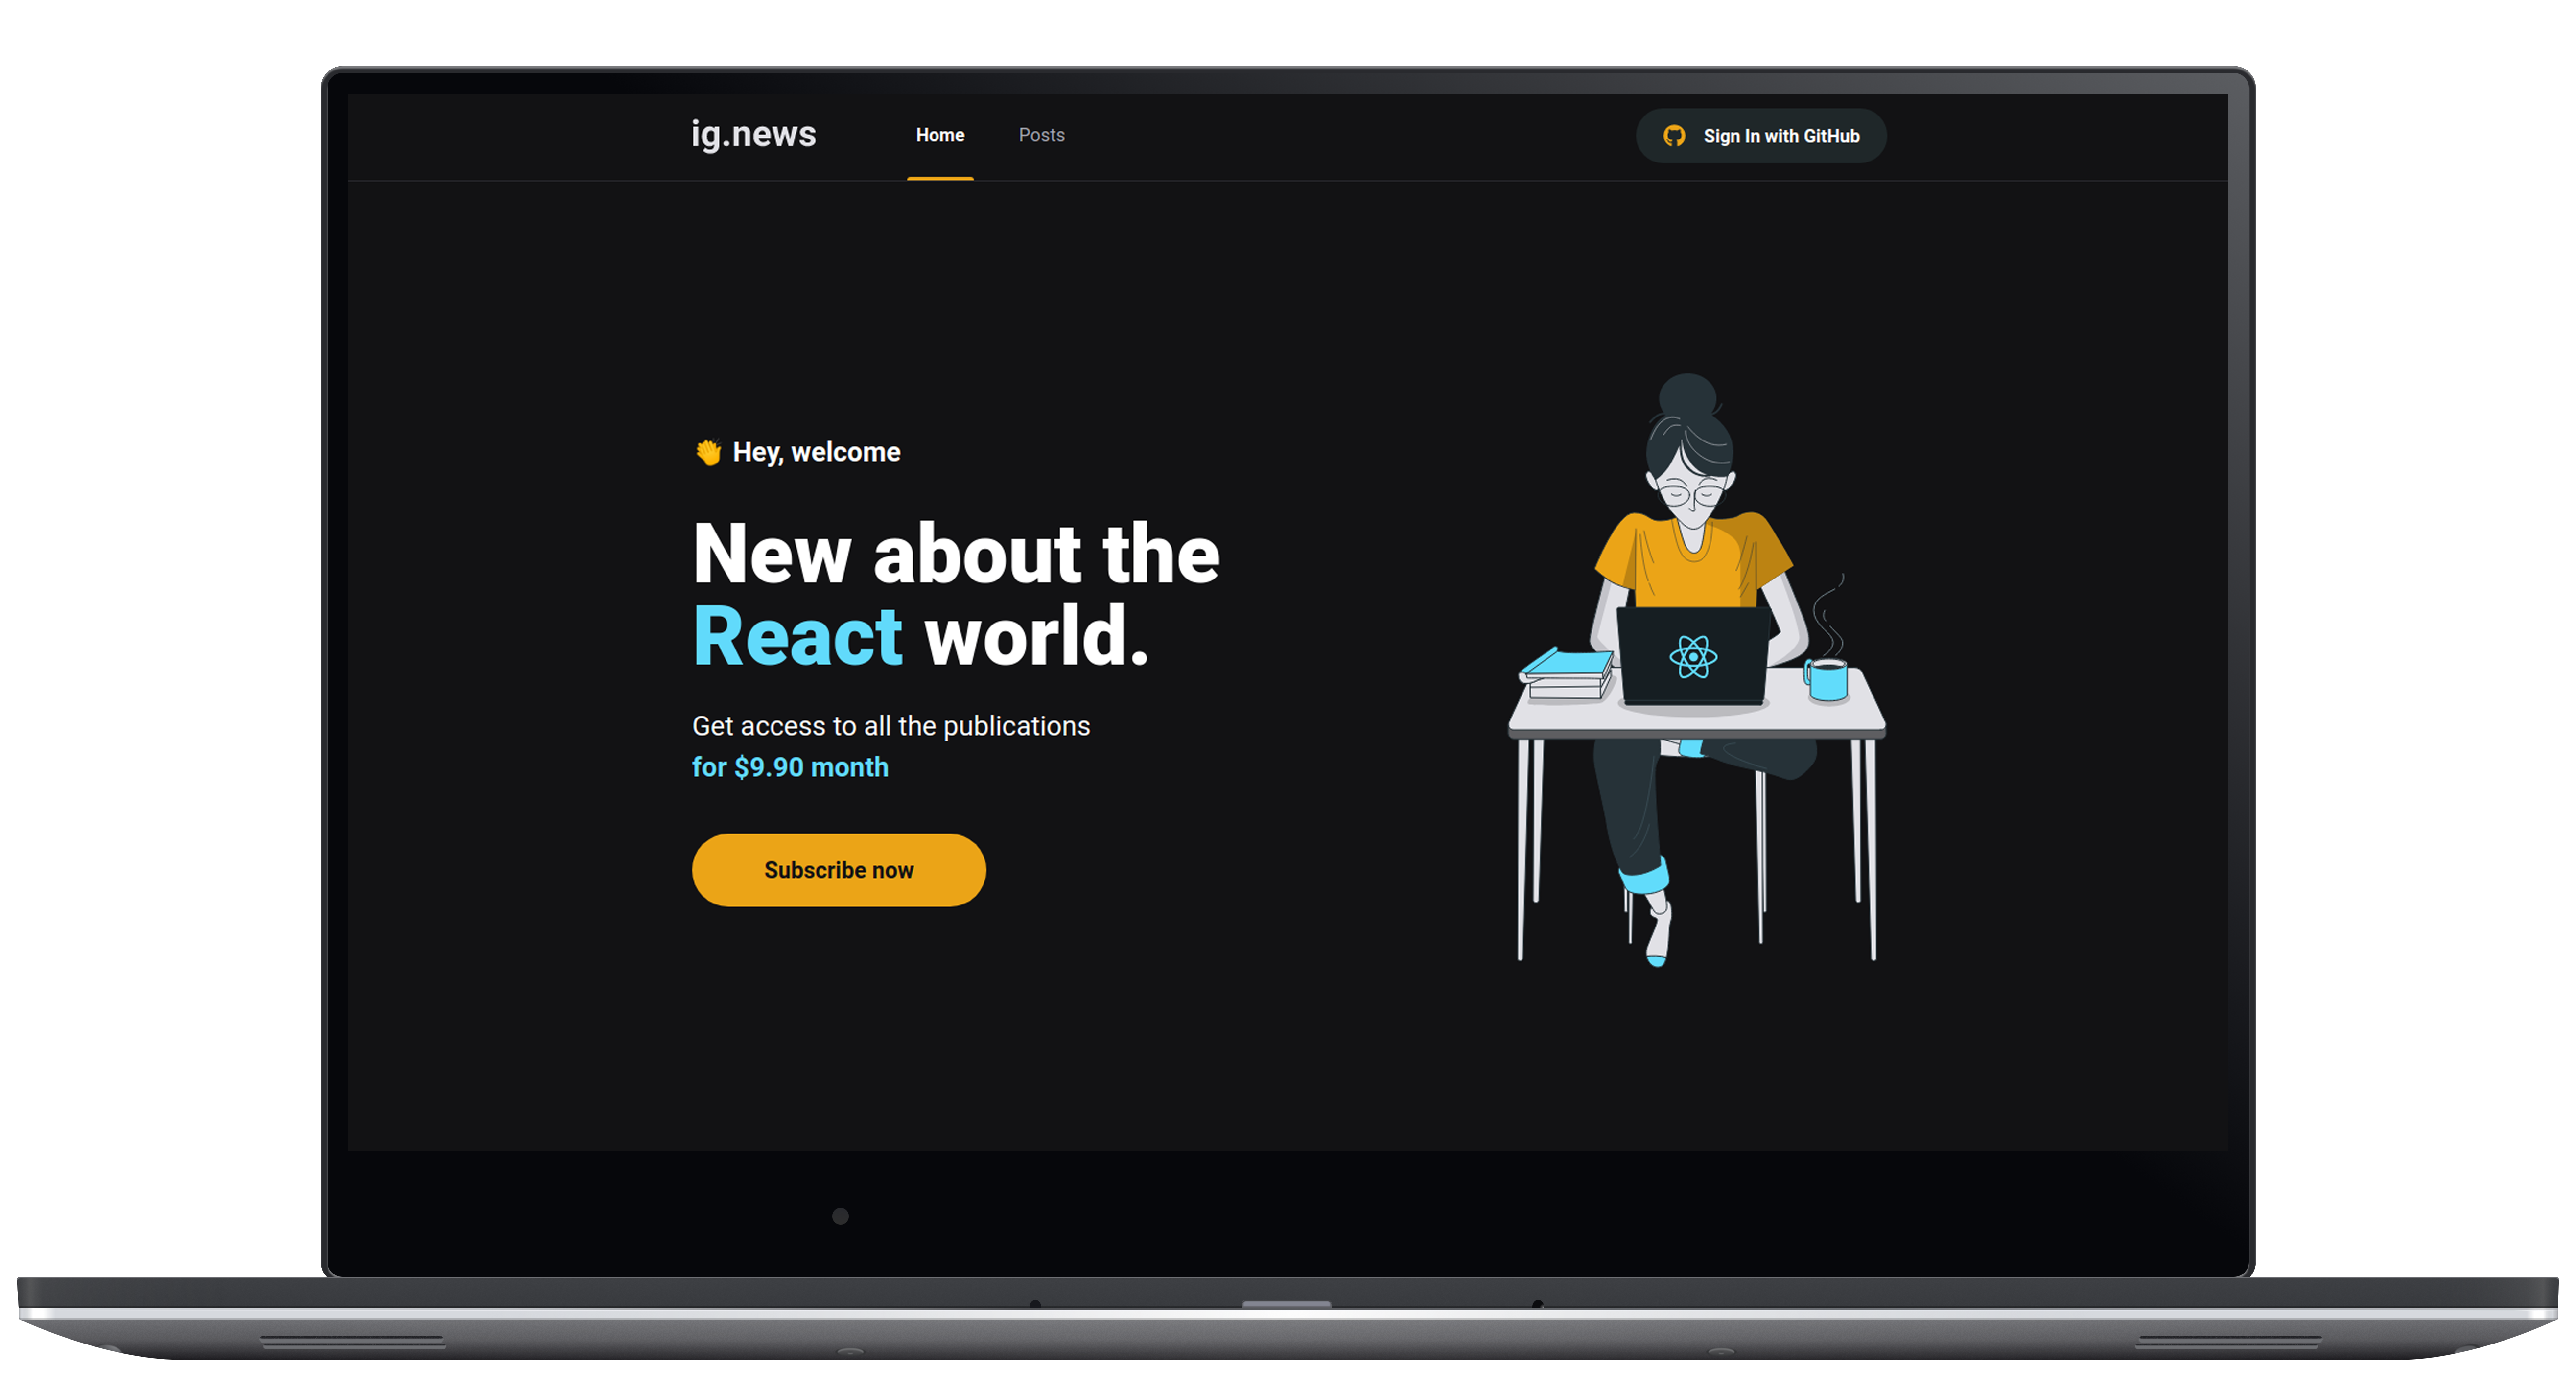 ig.news
Home
Posts
Sign In with GitHub
👏 Hey, welcome
New about the
React world.
Get access to all the publications
for $9.90 month
Subscribe now